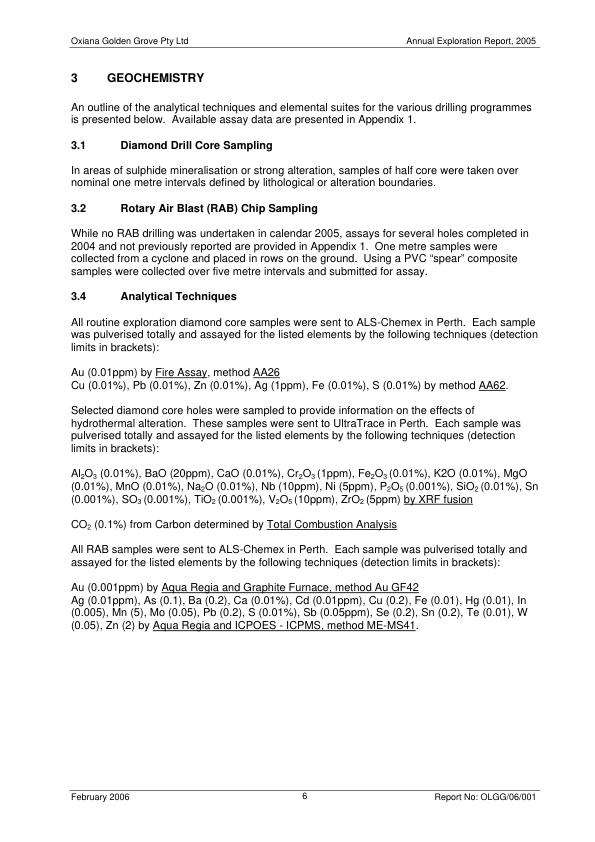 Oxiana Golden Grove Pty Ltd Annual Exploration Report, 2005
3 GEOCHEMISTRY
An outline of the analytical techniques and elemental suites for the various drilling programmes
is presented below. Available assay data are presented in Appendix 1.
3.1 Diamond Drill Core Sampling
In areas of sulphide mineralisation or strong alteration, samples of half core were taken over
nominal one metre intervals defined by lithological or alteration boundaries.
3.2 Rotary Air Blast (RAB) Chip Sampling
While no RAB drilling was undertaken in calendar 2005, assays for several holes completed in
2004 and not previously reported are provided in Appendix 1. One metre samples were
collected from a cyclone and placed in rows on the ground. Using a PVC “spear” composite
samples were collected over five metre intervals and submitted for assay.
3.4 Analytical Techniques
All routine exploration diamond core samples were sent to ALS-Chemex in Perth. Each sample
was pulverised totally and assayed for the listed elements by the following techniques (detection
limits in brackets):
Au (0.01ppm) by Fire Assay, method AA26
Cu (0.01%), Pb (0.01%), Zn (0.01%), Ag (1ppm), Fe (0.01%), S (0.01%) by method AA62.
Selected diamond core holes were sampled to provide information on the effects of
hydrothermal alteration. These samples were sent to UltraTrace in Perth. Each sample was
pulverised totally and assayed for the listed elements by the following techniques (detection
limits in brackets):
Al₂O₃ (0.01%), BaO (20ppm), CaO (0.01%), Cr₂O₃ (1ppm), Fe₂O₃ (0.01%), K2O (0.01%), MgO
(0.01%), MnO (0.01%), Na₂O (0.01%), Nb (10ppm), Ni (5ppm), P₂O₅ (0.001%), SiO₂ (0.01%), Sn
(0.001%), SO₃ (0.001%), TiO₂ (0.001%), V₂O₅ (10ppm), ZrO₂ (5ppm) by XRF fusion
CO₂ (0.1%) from Carbon determined by Total Combustion Analysis
All RAB samples were sent to ALS-Chemex in Perth. Each sample was pulverised totally and
assayed for the listed elements by the following techniques (detection limits in brackets):
Au (0.001ppm) by Aqua Regia and Graphite Furnace, method Au GF42
Ag (0.01ppm), As (0.1), Ba (0.2), Ca (0.01%), Cd (0.01ppm), Cu (0.2), Fe (0.01), Hg (0.01), In
(0.005), Mn (5), Mo (0.05), Pb (0.2), S (0.01%), Sb (0.05ppm), Se (0.2), Sn (0.2), Te (0.01), W
(0.05), Zn (2) by Aqua Regia and ICPOES - ICPMS, method ME-MS41.
February 2006 6 Report No: OLGG/06/001